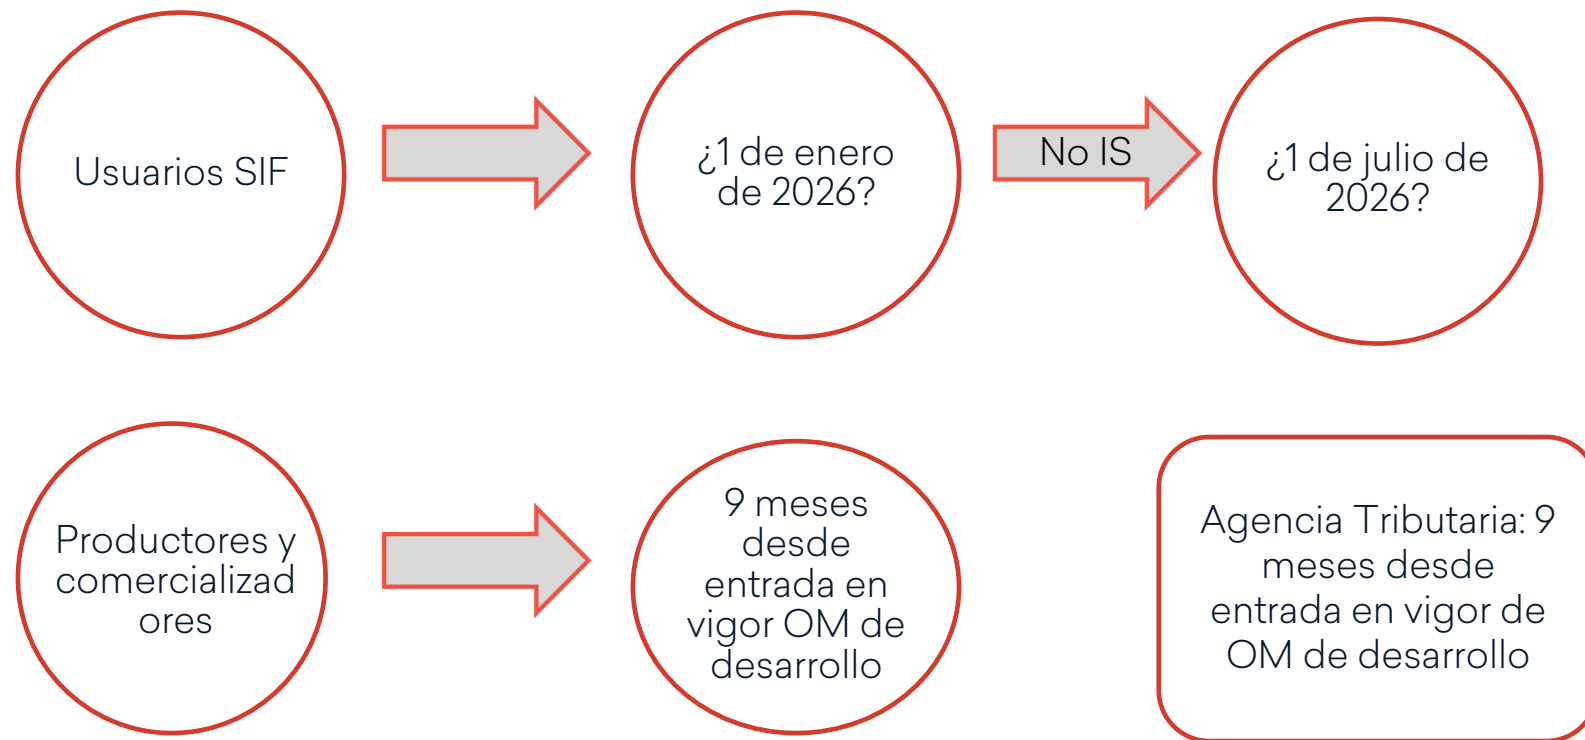 Usuarios SIF
¿1 de enero
de 2026?
No IS
¿1 de julio de
2026?
Productores y
comercializad
ores
9 meses
desde
entrada en
vigor OM de
desarrollo
Agencia Tributaria: 9
meses desde
entrada en vigor de
OM de desarrollo